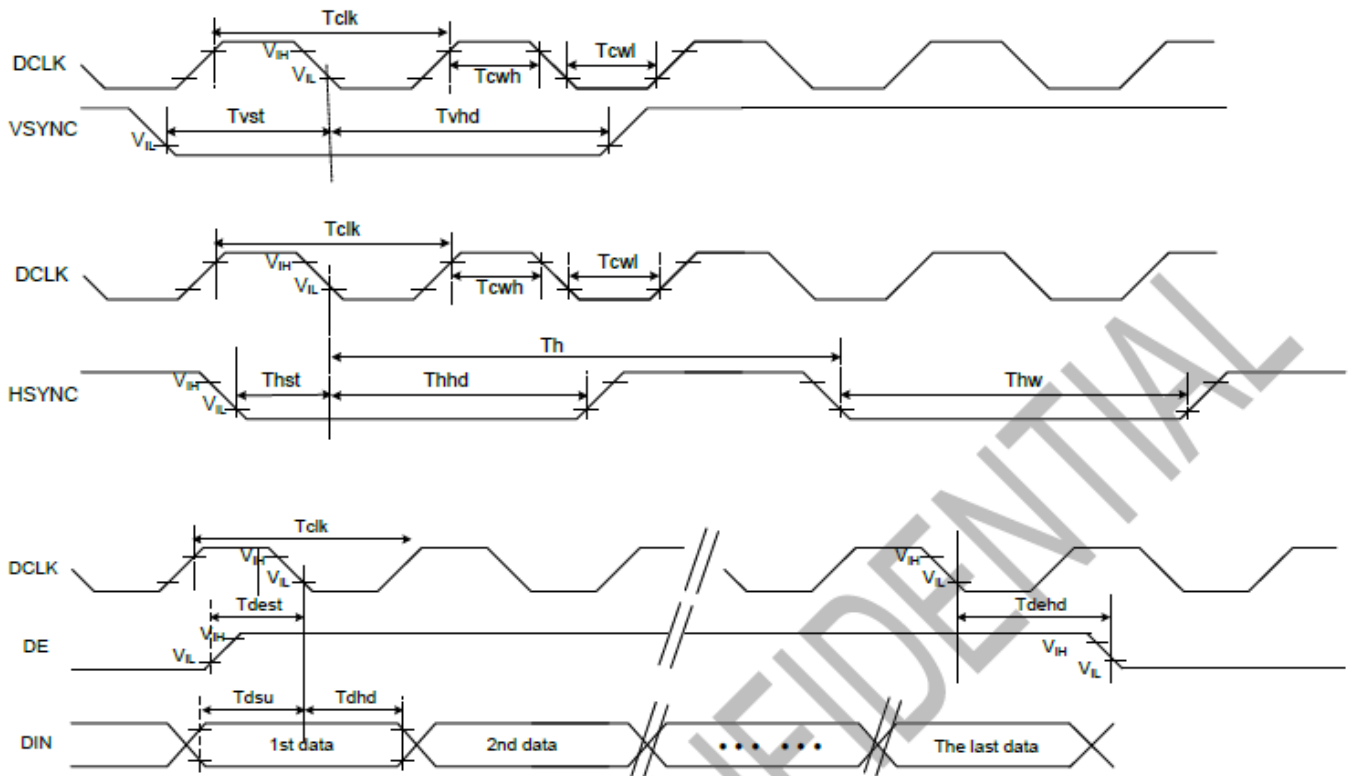 Tclk
DCLK
VIH
VIL
Tcwh
Tcwl
VSYNC
VIL
Tvst
Tvhd
Tclk
DCLK
VIH
VIL
Tcwh
Tcwl
Th
HSYNC
VIH
VIL
Thst
Thhd
Thw
Tclk
DCLK
VIH
VIL
VIH
VIL
Tdest
Tdehd
DE
VIH
VIL
VIH
VIL
Tdsu
Tdhd
DIN
1st data
2nd data
••• •••
The last data
FIDENTIAL